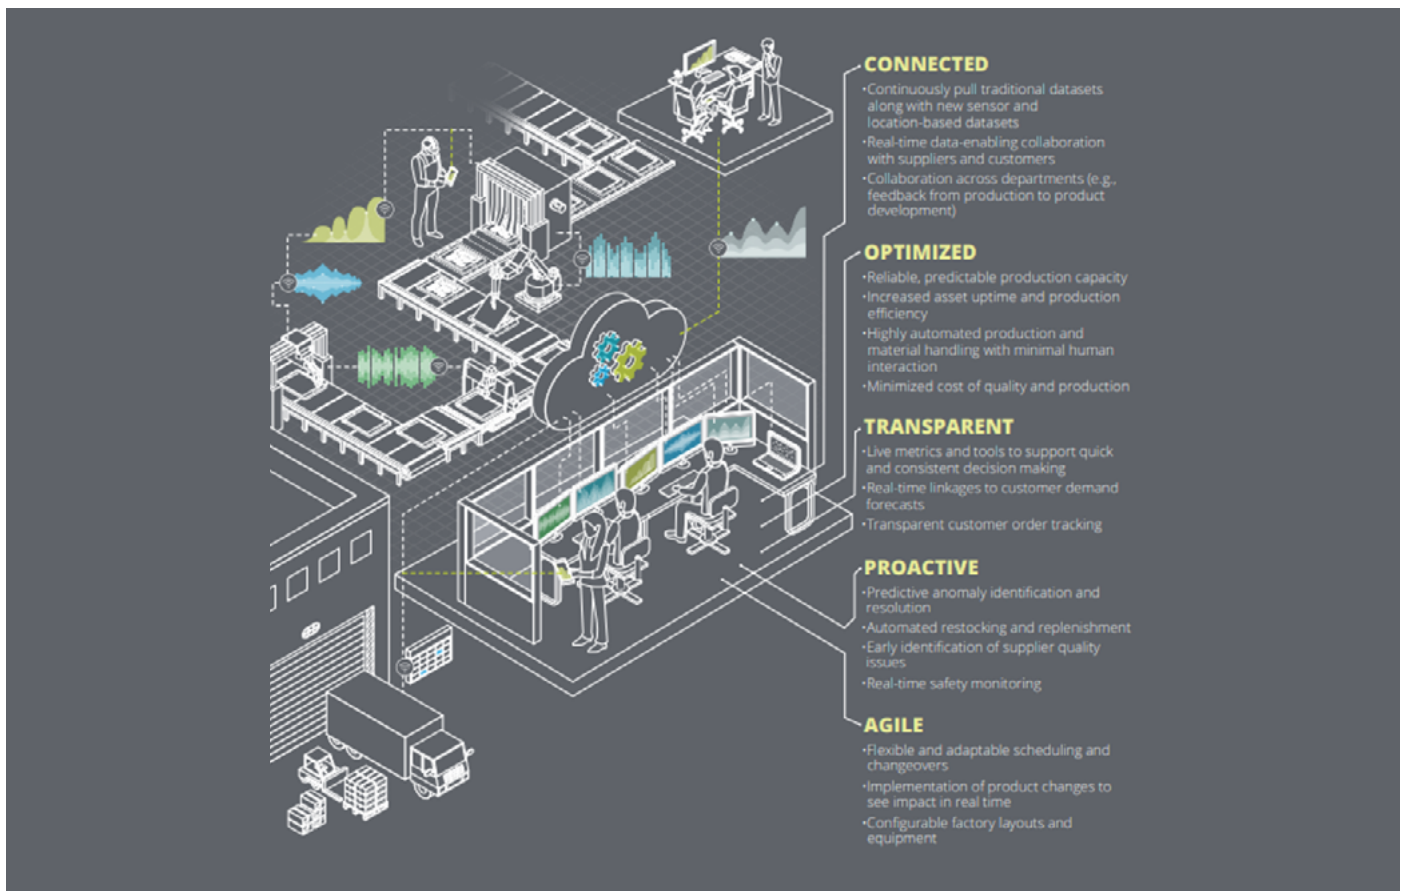 CONNECTED
•Continuously pull traditional datasets
along with new sensor and
location-based datasets
•Real-time data-enabling collaboration
with suppliers and customers
•Collaboration across departments (e.g.,
feedback from production to product
development)
OPTIMIZED
•Reliable, predictable production capacity
•Increased asset uptime and production
efficiency
•Highly automated production and
material handling with minimal human
interaction
•Minimized cost of quality and production
TRANSPARENT
•Live metrics and tools to support quick
and consistent decision making
•Real-time linkages to customer demand
forecasts
•Transparent customer order tracking
PROACTIVE
•Predictive anomaly identification and
resolution
•Automated restocking and replenishment
•Early identification of supplier quality
issues
•Real-time safety monitoring
AGILE
•Flexible and adaptable scheduling and
changeovers
•Implementation of product changes to
see impact in real time
•Configurable factory layouts and
equipment